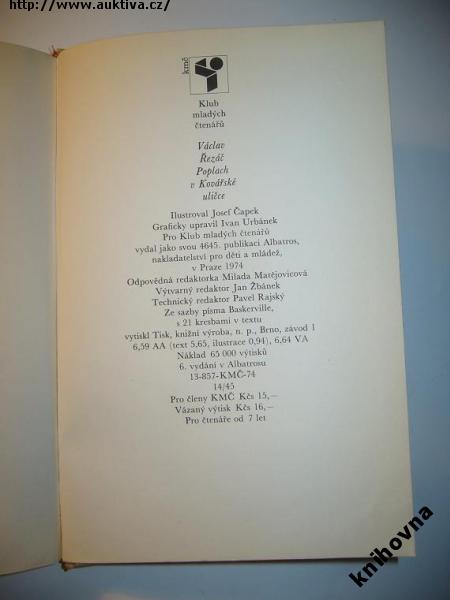 http://www.auktiva.cz/
kmč
Klub
mladých
čtenářů
Václav
Řezáč
Poplach
v Kovářské
uličce
Ilustroval Josef Čapek
Graficky upravil Ivan Urbánek
Pro Klub mladých čtenářů
vydal jako svou 4645. publikaci Albatros,
nakladatelství pro děti a mládež,
v Praze 1974
Odpovědná redaktorka Milada Matějovicová
Výtvarný redaktor Jan Žbánek
Technický redaktor Pavel Rajský
Ze sazby písma Baskerville,
s 21 kresbami v textu
vytiskl Tisk, knižní výroba, n. p., Brno, závod 1
6,59 AA (text 5,65, ilustrace 0,94), 6,64 VA
Náklad 65 000 výtisků
6. vydání v Albatrosu
13-857-KMČ-74
14/45
Pro členy KMČ Kčs 15,—
Vázaný výtisk Kčs 16,—
Pro čtenáře od 7 let
knihovna